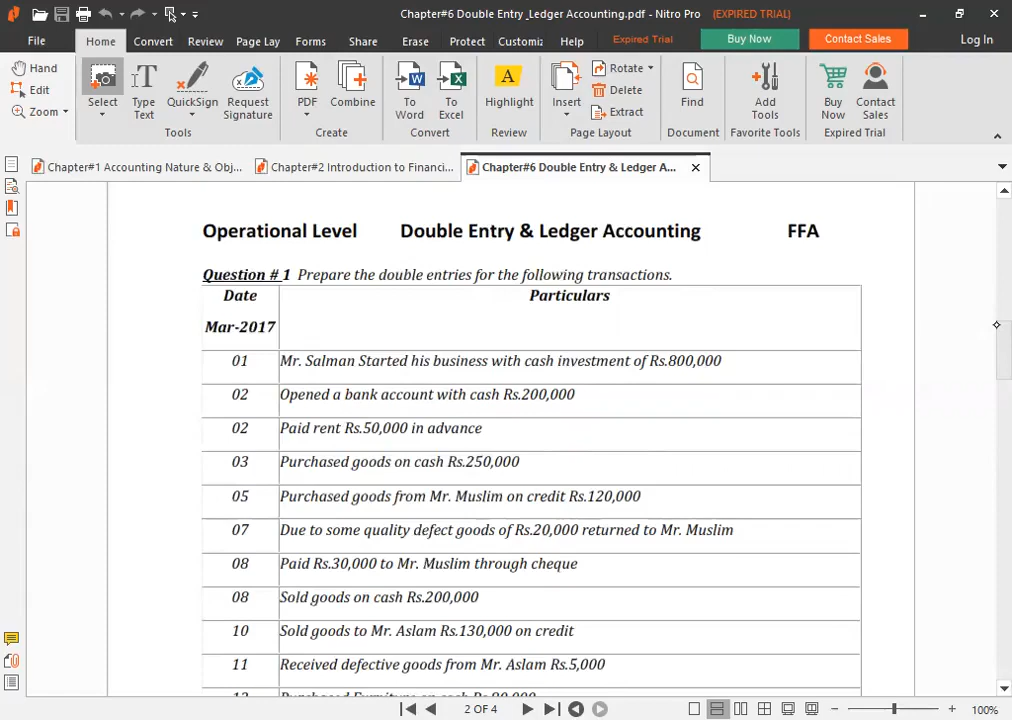 Chapter#6 Double Entry _Ledger Accounting.pdf - Nitro Pro (EXPIRED TRIAL)
File Home Convert Review Page Lay Forms Share Erase Protect Customiz Help Expired Trial Buy Now Contact Sales Log In
Hand
Edit
Zoom
Select
Type Text
QuickSign
Request Signature
Tools
PDF
Combine
Create
To Word
To Excel
Convert
Highlight
Review
Insert
Rotate
Delete
Extract
Page Layout
Find
Document
Add Tools
Favorite Tools
Buy Now
Contact Sales
Expired Trial
Chapter#1 Accounting Nature & Obj...
Chapter#2 Introduction to Financi...
Chapter#6 Double Entry & Ledger A...
Operational Level Double Entry & Ledger Accounting FFA
Question # 1 Prepare the double entries for the following transactions.
Date Particulars
Mar-2017
01 Mr. Salman Started his business with cash investment of Rs.800,000
02 Opened a bank account with cash Rs.200,000
02 Paid rent Rs.50,000 in advance
03 Purchased goods on cash Rs.250,000
05 Purchased goods from Mr. Muslim on credit Rs.120,000
07 Due to some quality defect goods of Rs.20,000 returned to Mr. Muslim
08 Paid Rs.30,000 to Mr. Muslim through cheque
08 Sold goods on cash Rs.200,000
10 Sold goods to Mr. Aslam Rs.130,000 on credit
11 Received defective goods from Mr. Aslam Rs.5,000
12 Purchased Furniture on cash Rs.80,000
2 OF 4
100%